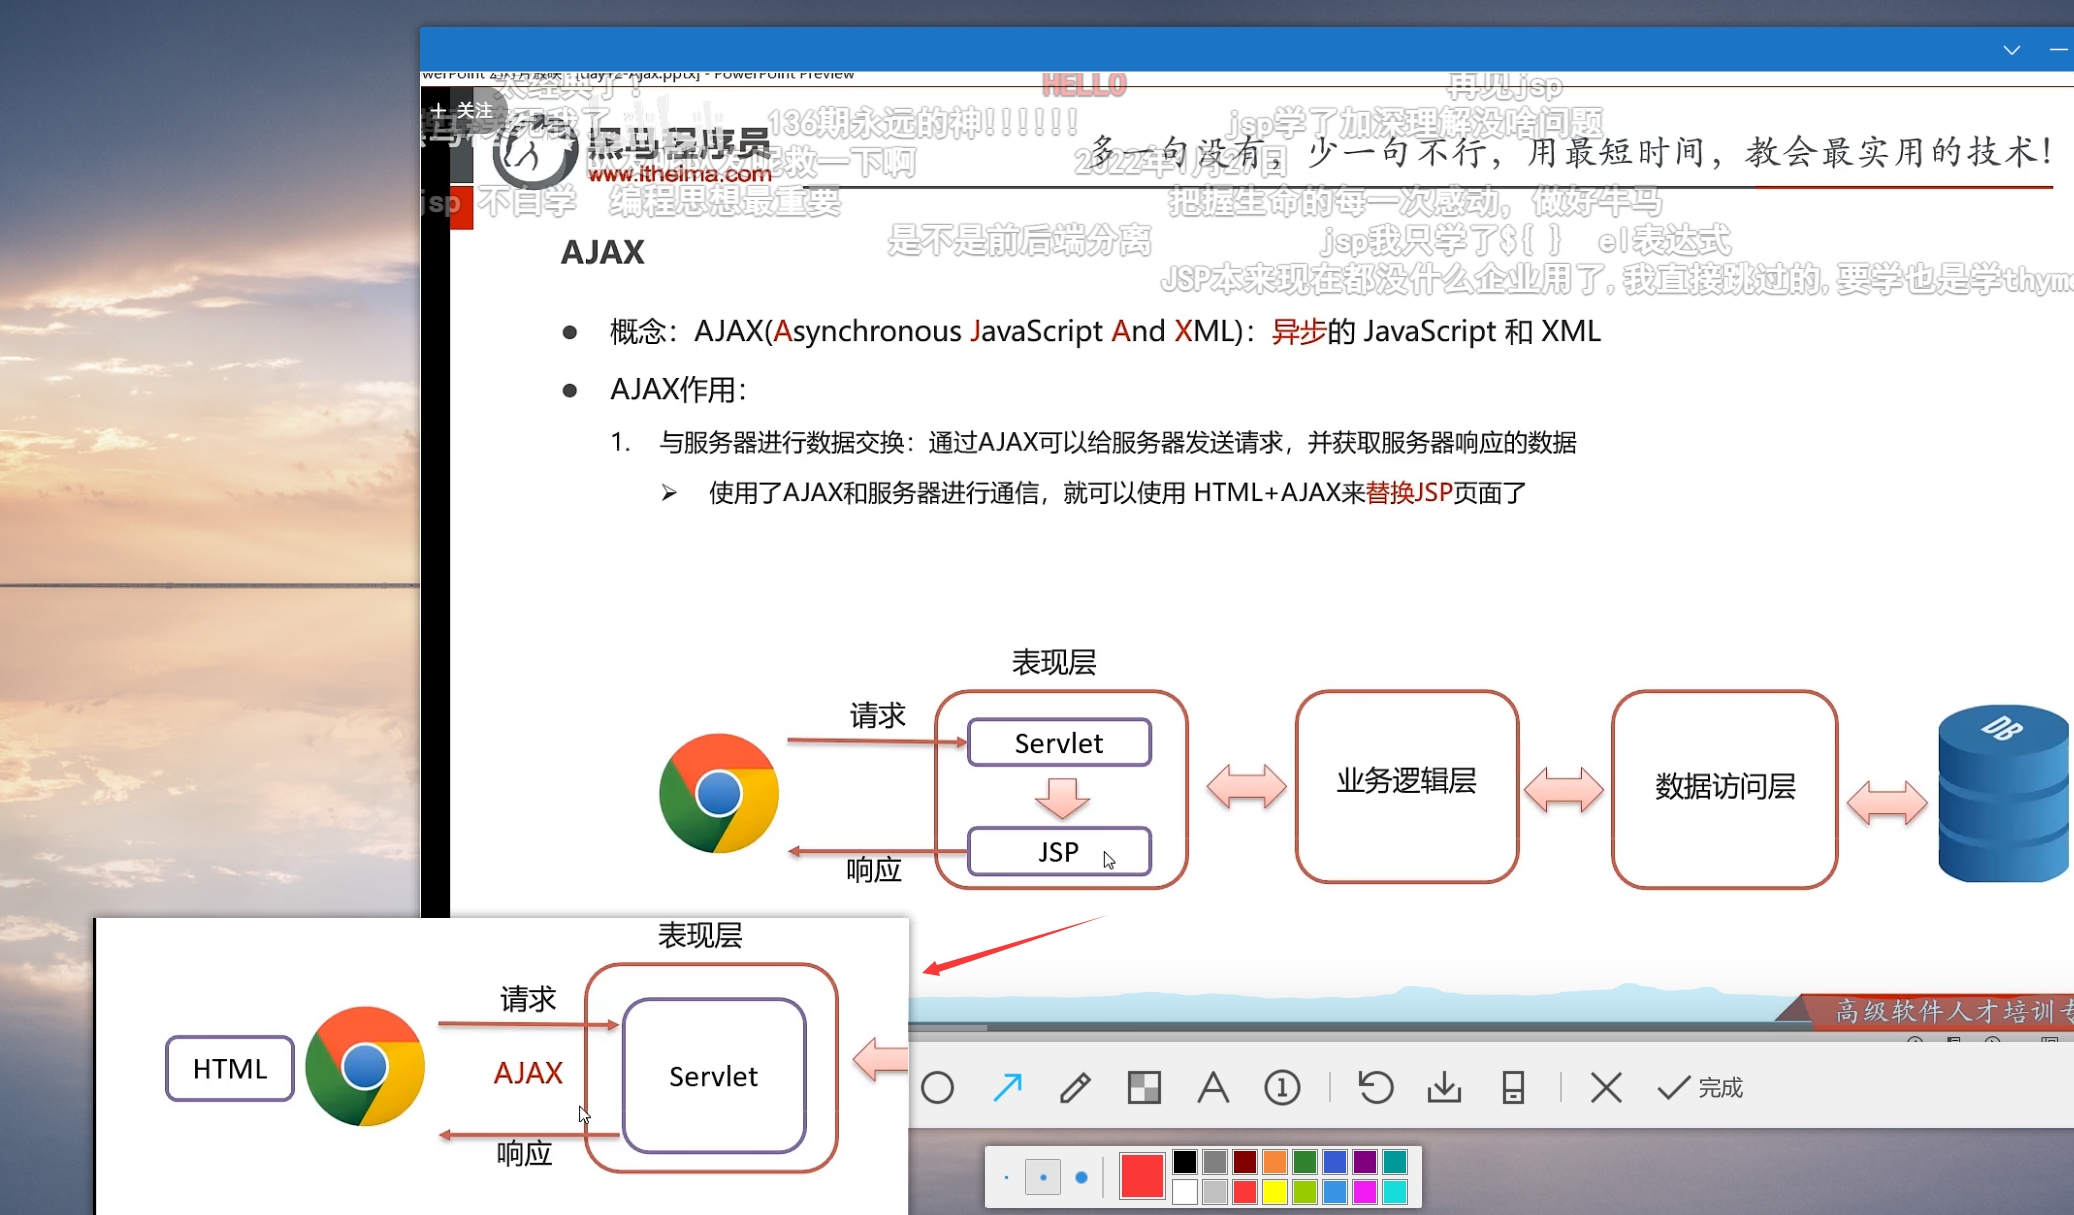 太经典了！
HELLO
再见jsp
+ 关注
136期永远的神!!!!!!
jsp学了加深理解没啥问题
黑马程序员
多一句没有，少一句不行，用最短时间，教会最实用的技术！
救一下啊
2022年1月27日
www.itheima.com
jsp 不白学
编程思想最重要
把握生命的每一次感动，做好牛马
AJAX
是不是前后端分离
jsp我只学了${ } el表达式
JSP本来现在都没什么企业用了,我直接跳过的,要学也是学thyme
● 概念：AJAX(Asynchronous JavaScript And XML)：异步的 JavaScript 和 XML
● AJAX作用：
1. 与服务器进行数据交换：通过AJAX可以给服务器发送请求，并获取服务器响应的数据
➢ 使用了AJAX和服务器进行通信，就可以使用 HTML+AJAX来替换JSP页面了
表现层
请求
Servlet
JSP
响应
业务逻辑层
数据访问层
DB
表现层
请求
HTML
AJAX
Servlet
响应
高级软件人才培训专
完成